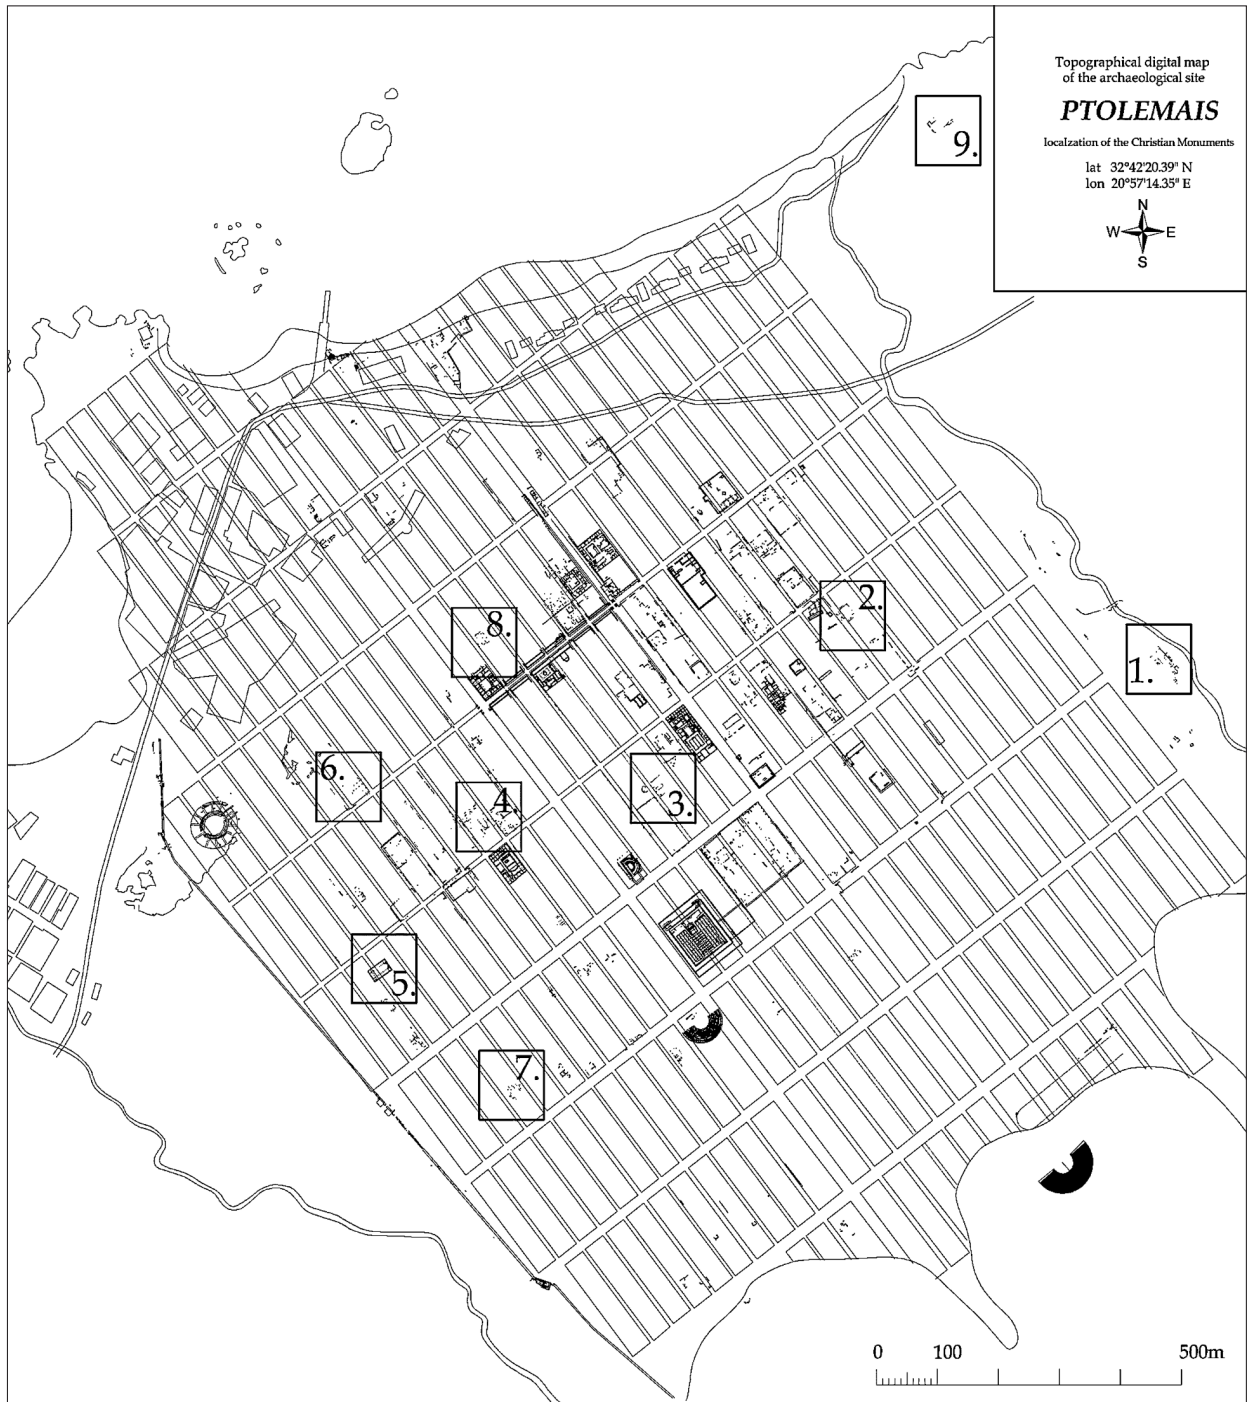 Topographical digital map
of the archaeological site
PTOLEMAIS
localzation of the Christian Monuments
lat 32°42'20.39" N
lon 20°57'14.35" E
N
W E
S
9.
2.
8.
1.
6.
4.
3.
5.
7.
0 100 500m